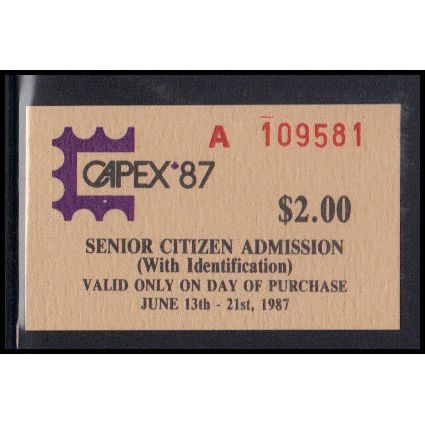 A 109581
CAPEX '87
$2.00
SENIOR CITIZEN ADMISSION
(With Identification)
VALID ONLY ON DAY OF PURCHASE
JUNE 13th - 21st, 1987